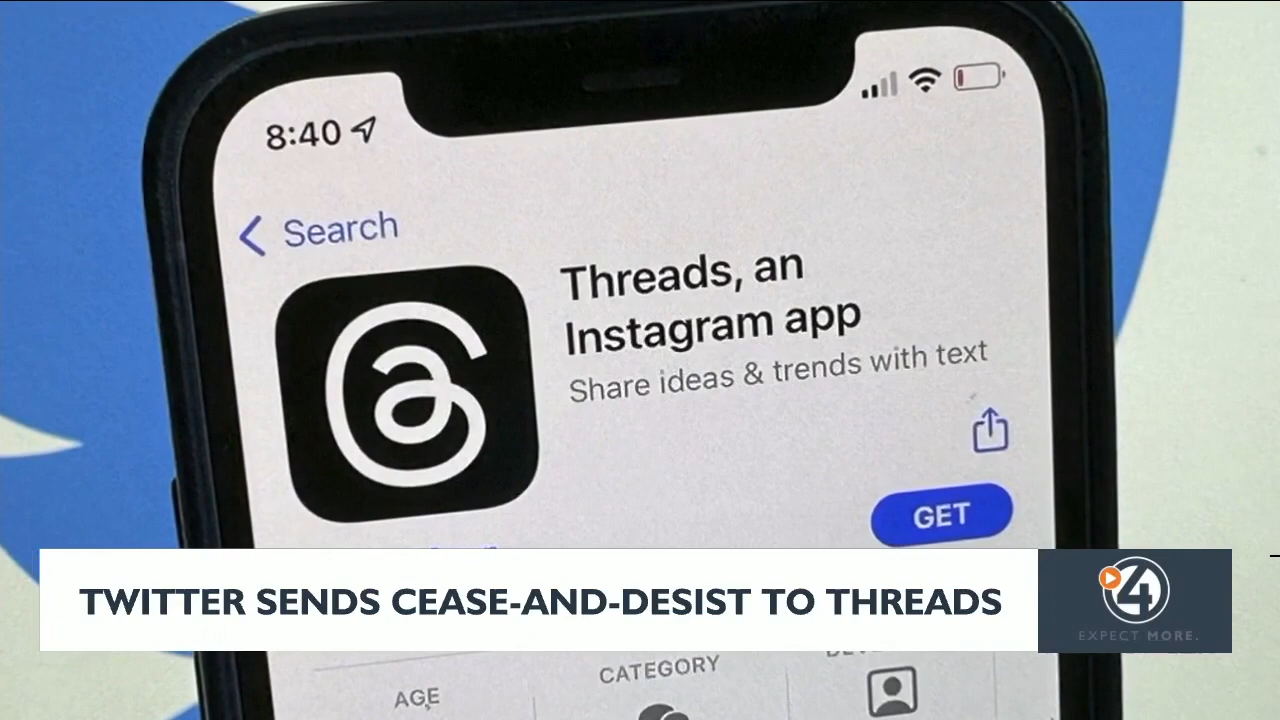 8:40
Search
Threads, an
Instagram app
Share ideas & trends with text
GET
TWITTER SENDS CEASE-AND-DESIST TO THREADS
4
EXPECT MORE.
AGE
CATEGORY